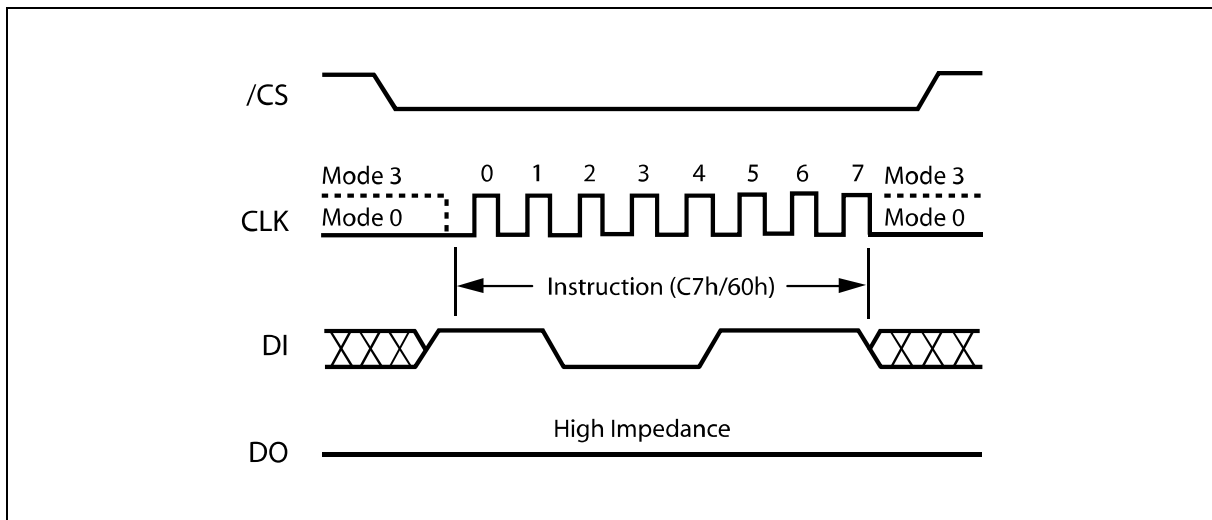 /CS
Mode 3 0 1 2 3 4 5 6 7 Mode 3
CLK Mode 0 Mode 0
Instruction (C7h/60h)
DI
High Impedance
DO